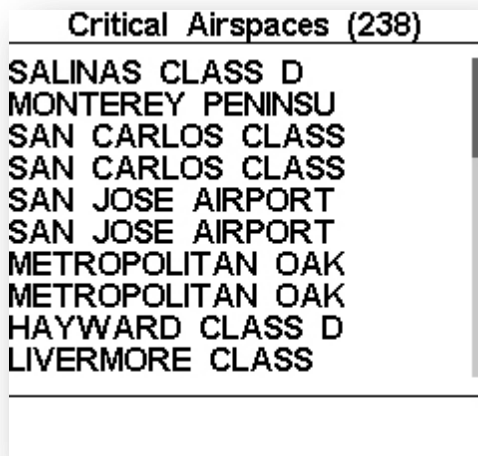 Critical Airspaces (238)
SALINAS CLASS D
MONTEREY PENINSU
SAN CARLOS CLASS
SAN CARLOS CLASS
SAN JOSE AIRPORT
SAN JOSE AIRPORT
METROPOLITAN OAK
METROPOLITAN OAK
HAYWARD CLASS D
LIVERMORE CLASS